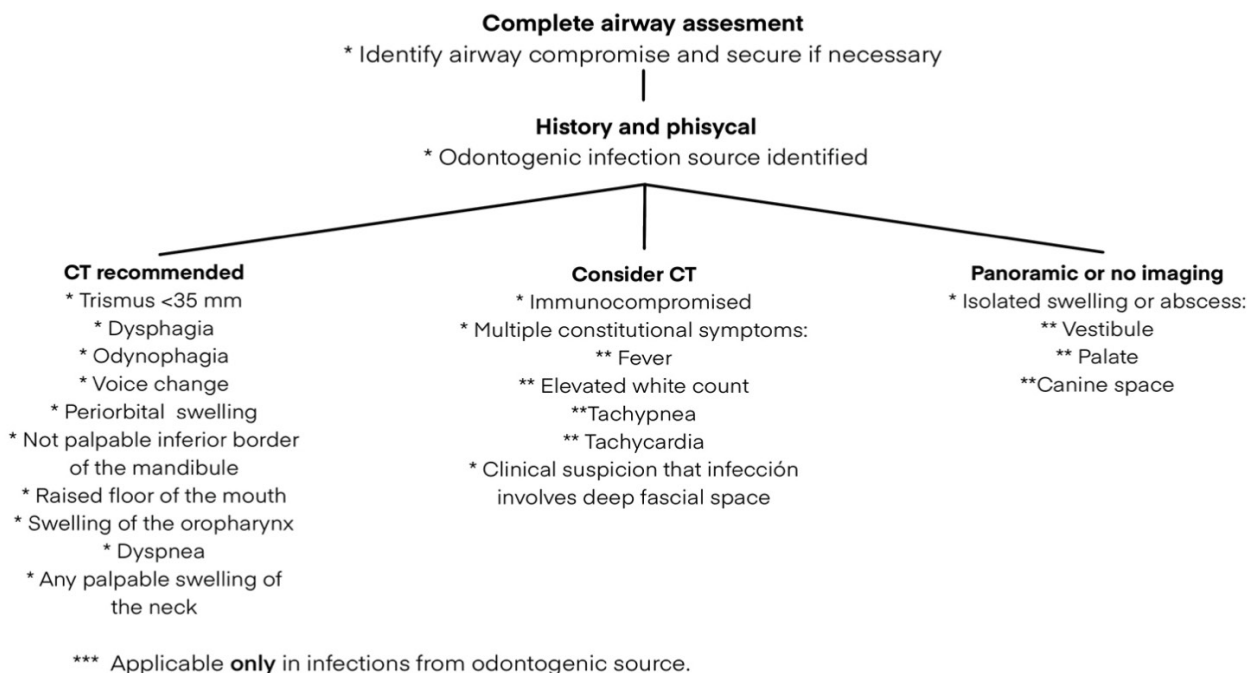 Complete airway assesment
* Identify airway compromise and secure if necessary
History and phisycal
* Odontogenic infection source identified
CT recommended
* Trismus <35 mm
* Dysphagia
* Odynophagia
* Voice change
* Periorbital swelling
* Not palpable inferior border
of the mandibule
* Raised floor of the mouth
* Swelling of the oropharynx
* Dyspnea
* Any palpable swelling of
the neck
Consider CT
* Immunocompromised
* Multiple constitutional symptoms:
** Fever
** Elevated white count
**Tachypnea
** Tachycardia
* Clinical suspicion that infección
involves deep fascial space
Panoramic or no imaging
* Isolated swelling or abscess:
** Vestibule
** Palate
**Canine space
*** Applicable only in infections from odontogenic source.